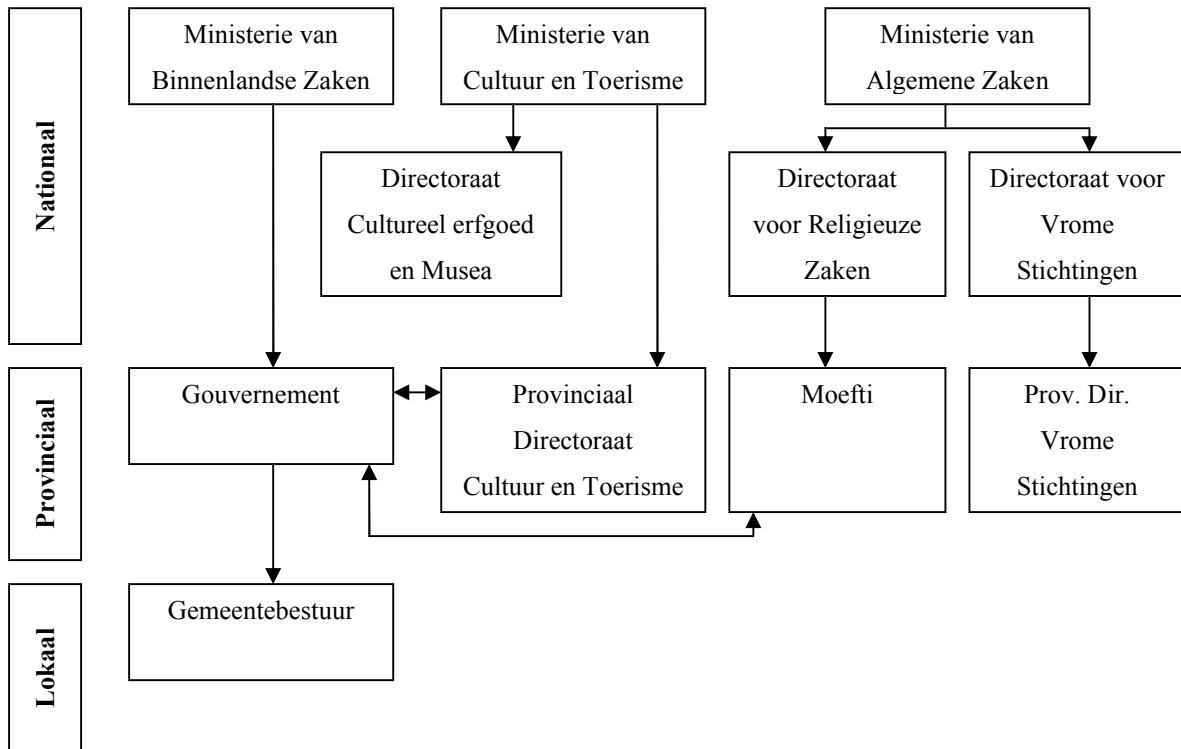 Nationaal
Ministerie van
Binnenlandse Zaken
Ministerie van
Cultuur en Toerisme
Ministerie van
Algemene Zaken
Directoraat
Cultureel erfgoed
en Musea
Directoraat
voor Religieuze
Zaken
Directoraat voor
Vrome
Stichtingen
Provinciaal
Gouvernement
Provinciaal
Directoraat
Cultuur en Toerisme
Moefti
Prov. Dir.
Vrome
Stichtingen
Lokaal
Gemeentebestuur